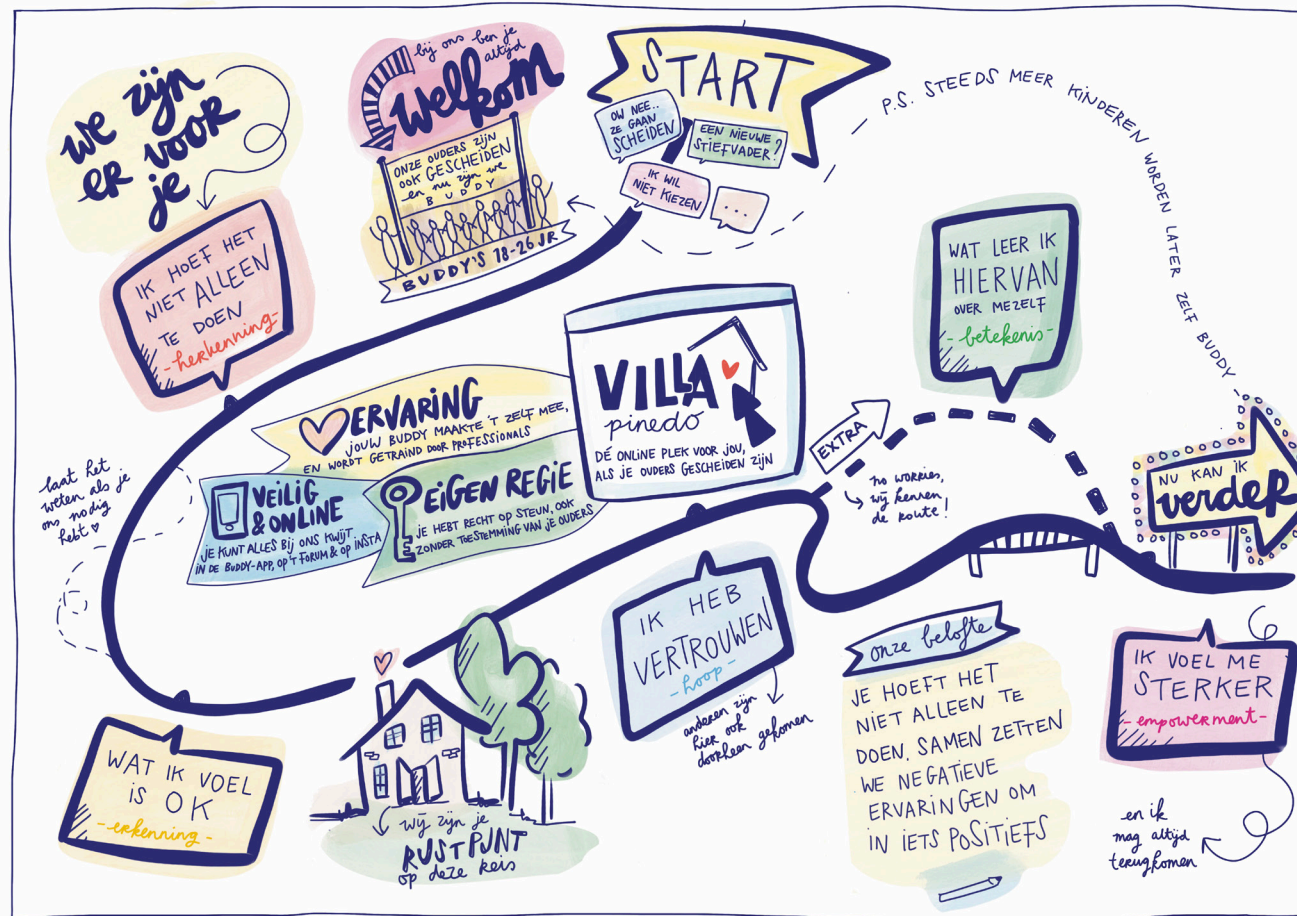 we zijn
er voor
je
bij ons ben je
altijd
welkom
ONZE OUDERS ZIJN
OOK GESCHEIDEN
en nu zijn we
BUDDY
BUDDY'S 18-26 JR
START
OW NEE..
ZE GAAN
SCHEIDEN
EEN NIEUWE
STIEFVADER?
IK WIL
NIET KIEZEN
...
P.S. STEEDS MEER KINDEREN WORDEN LATER ZELF BUDDY
IK HOEF HET
NIET ALLEEN
TE DOEN
-herkenning-
WAT LEER IK
HIERVAN
OVER MEZELF
-betekenis-
ERVARING
JOUW BUDDY MAAKTE 'T ZELF MEE,
EN WORDT GETRAIND DOOR PROFESSIONALS
VILLA
pinedo
DÉ ONLINE PLEK VOOR JOU,
ALS JE OUDERS GESCHEIDEN ZIJN
EXTRA
no worries,
wij kennen
de route!
NU KAN IK
verder
laat het
weten als je
ons nodig
hebt
VEILIG
& ONLINE
JE KUNT ALLES BIJ ONS KWIJT,
IN DE BUDDY-APP, OP 'T FORUM & OP INSTA
EIGEN REGIE
JE HEBT RECHT OP STEUN, OOK
ZONDER TOESTEMMING VAN JE OUDERS
IK HEB
VERTROUWEN
-hoop-
anderen zijn
hier ook
doorheen gekomen
onze belofte
JE HOEFT HET
NIET ALLEEN TE
DOEN. SAMEN ZETTEN
WE NEGATIEVE
ERVARINGEN OM
IN IETS POSITIEFS
IK VOEL ME
STERKER
-empowerment-
en ik
mag altijd
terugkomen
WAT IK VOEL
IS OK
-erkenning-
wij zijn je
RUSTPUNT
op deze reis